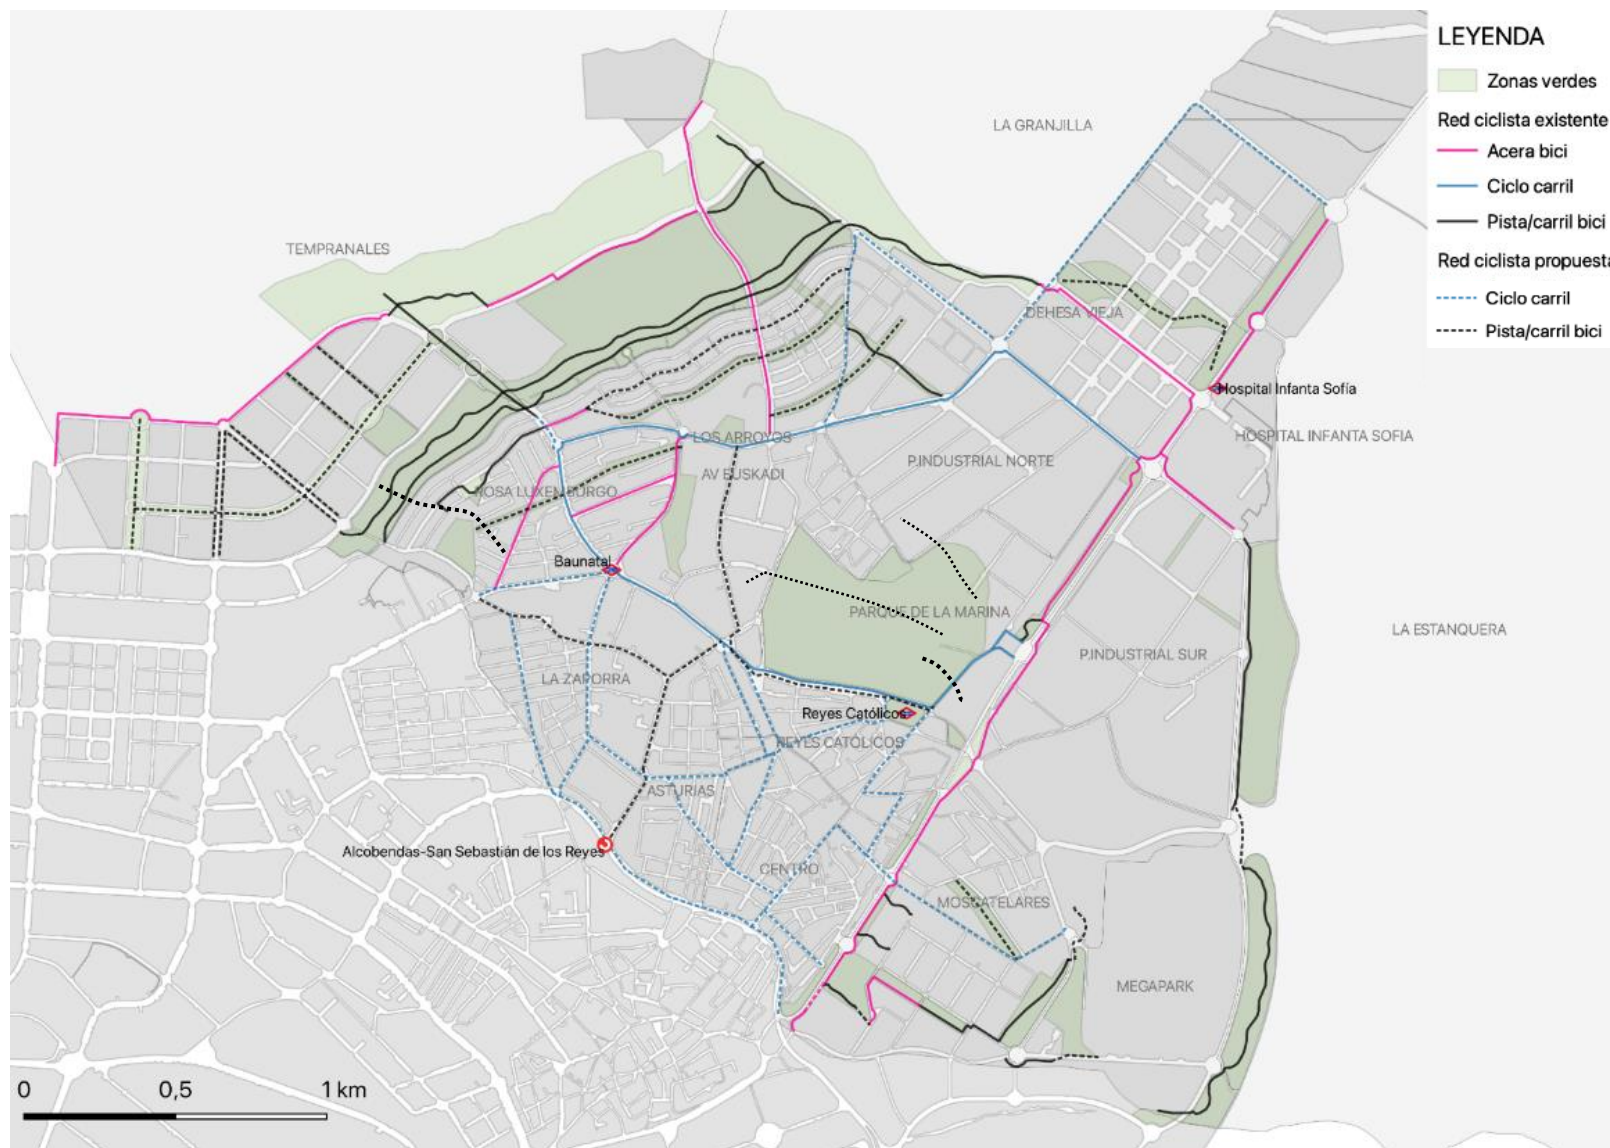 LEYENDA
Zonas verdes
Red ciclista existente
Acera bici
Ciclo carril
Pista/carril bici
Red ciclista propuesta
Ciclo carril
Pista/carril bici
LA GRANJILLA
TEMPRANALES
DEHESA VIEJA
Hospital Infanta Sofía
HOSPITAL INFANTA SOFIA
LOS ARROYOS
AV EUSKADI
P.INDUSTRIAL NORTE
ROSA LUXEMBURGO
Baunatal
PARQUE DE LA MARINA
LA ESTANQUERA
P.INDUSTRIAL SUR
LA ZAPORRA
Reyes Católicos
REYES CATOLICOS
ASTURIAS
Alcobendas-San Sebastián de los Reyes
CENTRO
MOSCATELARES
MEGAPARK
0 0,5 1 km